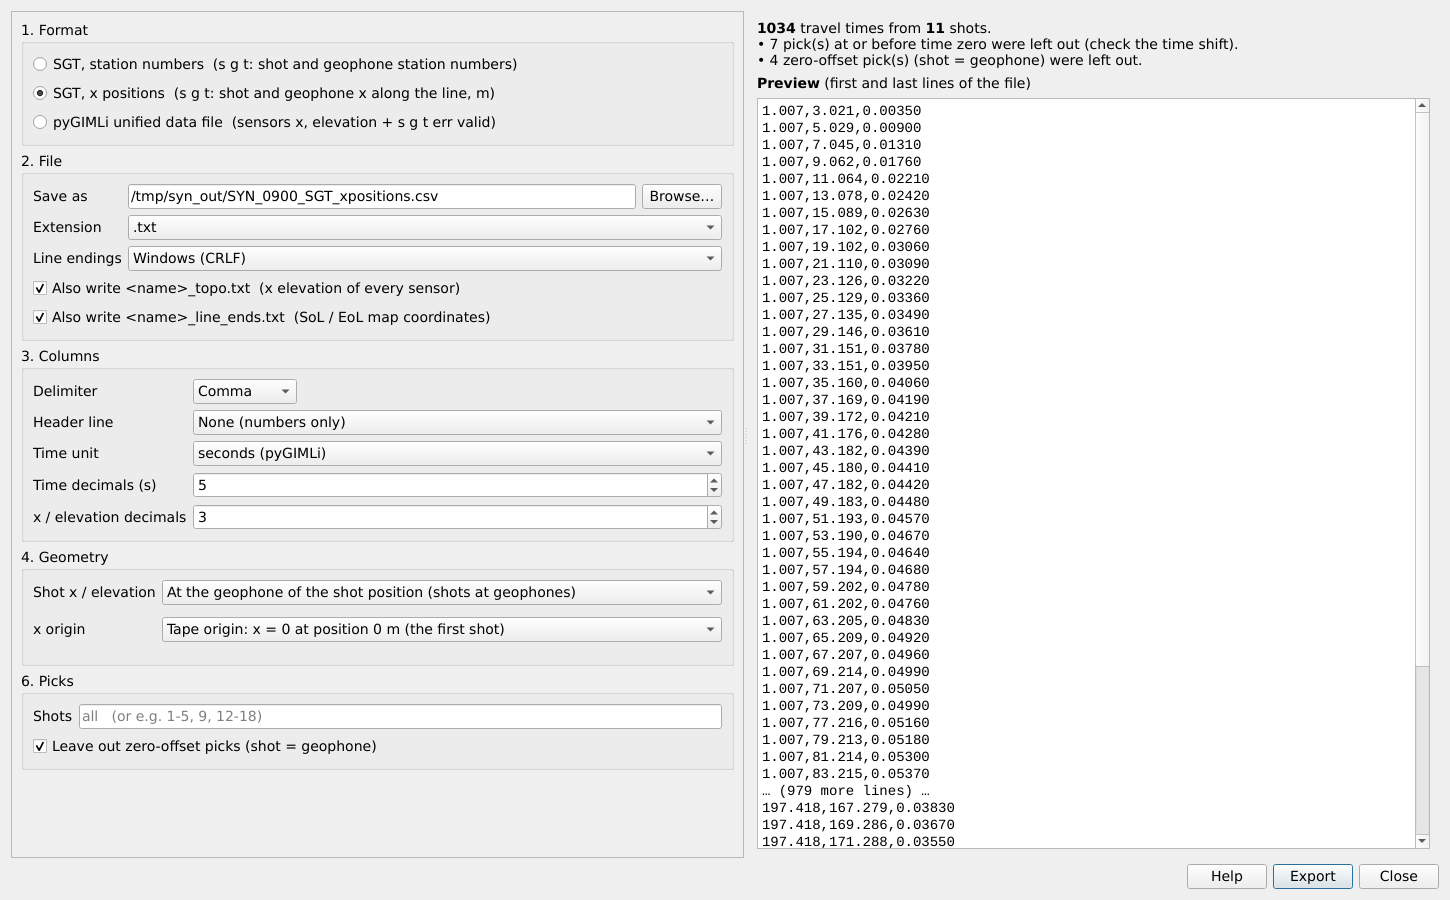 1. Format
SGT, station numbers  (s g t: shot and geophone station numbers)
SGT, x positions  (s g t: shot and geophone x along the line, m)
pyGIMLi unified data file  (sensors x, elevation + s g t err valid)
2. File
Save as /tmp/syn_out/SYN_0900_SGT_xpositions.csv Browse...
Extension .txt
Line endings Windows (CRLF)
Also write <name>_topo.txt  (x elevation of every sensor)
Also write <name>_line_ends.txt  (SoL / EoL map coordinates)
3. Columns
Delimiter Comma
Header line None (numbers only)
Time unit seconds (pyGIMLi)
Time decimals (s) 5
x / elevation decimals 3
4. Geometry
Shot x / elevation At the geophone of the shot position (shots at geophones)
x origin Tape origin: x = 0 at position 0 m (the first shot)
6. Picks
Shots all   (or e.g. 1-5, 9, 12-18)
Leave out zero-offset picks (shot = geophone)
1034 travel times from 11 shots.
• 7 pick(s) at or before time zero were left out (check the time shift).
• 4 zero-offset pick(s) (shot = geophone) were left out.
Preview (first and last lines of the file)
1.007,3.021,0.00350
1.007,5.029,0.00900
1.007,7.045,0.01310
1.007,9.062,0.01760
1.007,11.064,0.02210
1.007,13.078,0.02420
1.007,15.089,0.02630
1.007,17.102,0.02760
1.007,19.102,0.03060
1.007,21.110,0.03090
1.007,23.126,0.03220
1.007,25.129,0.03360
1.007,27.135,0.03490
1.007,29.146,0.03610
1.007,31.151,0.03780
1.007,33.151,0.03950
1.007,35.160,0.04060
1.007,37.169,0.04190
1.007,39.172,0.04210
1.007,41.176,0.04280
1.007,43.182,0.04390
1.007,45.180,0.04410
1.007,47.182,0.04420
1.007,49.183,0.04480
1.007,51.193,0.04570
1.007,53.190,0.04670
1.007,55.194,0.04640
1.007,57.194,0.04680
1.007,59.202,0.04780
1.007,61.202,0.04760
1.007,63.205,0.04830
1.007,65.209,0.04920
1.007,67.207,0.04960
1.007,69.214,0.04990
1.007,71.207,0.05050
1.007,73.209,0.04990
1.007,77.216,0.05160
1.007,79.213,0.05180
1.007,81.214,0.05300
1.007,83.215,0.05370
… (979 more lines) …
197.418,167.279,0.03830
197.418,169.286,0.03670
197.418,171.288,0.03550
Help Export Close